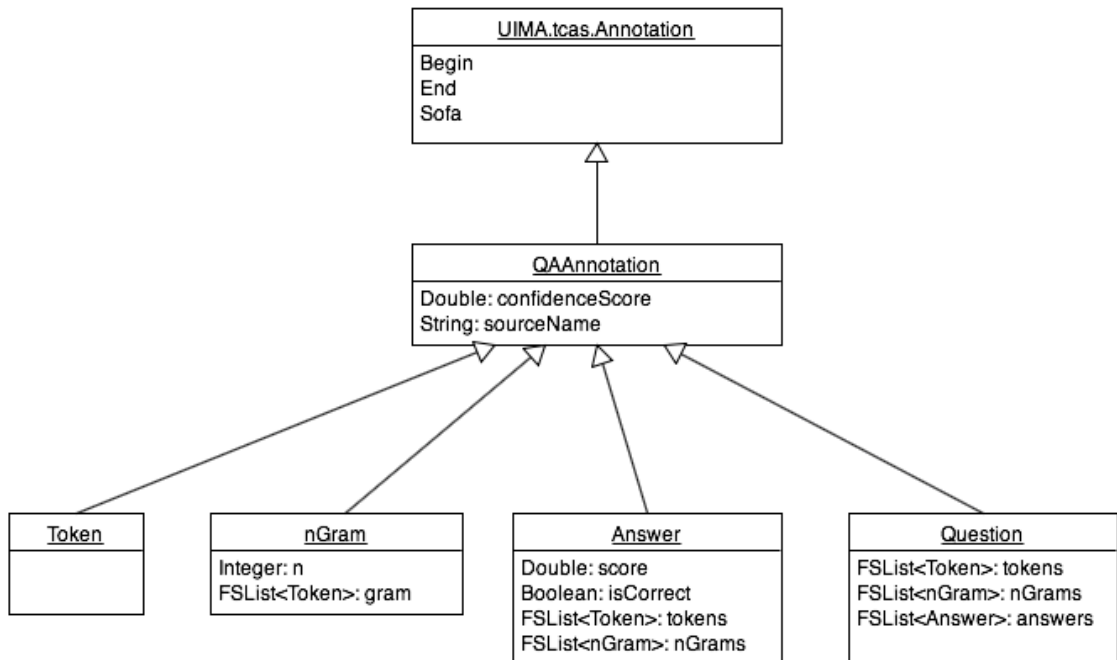 UIMA.tcas.Annotation
Begin
End
Sofa
QAAnnotation
Double: confidenceScore
String: sourceName
Token
nGram
Integer: n
FSList<Token>: gram
Answer
Double: score
Boolean: isCorrect
FSList<Token>: tokens
FSList<nGram>: nGrams
Question
FSList<Token>: tokens
FSList<nGram>: nGrams
FSList<Answer>: answers